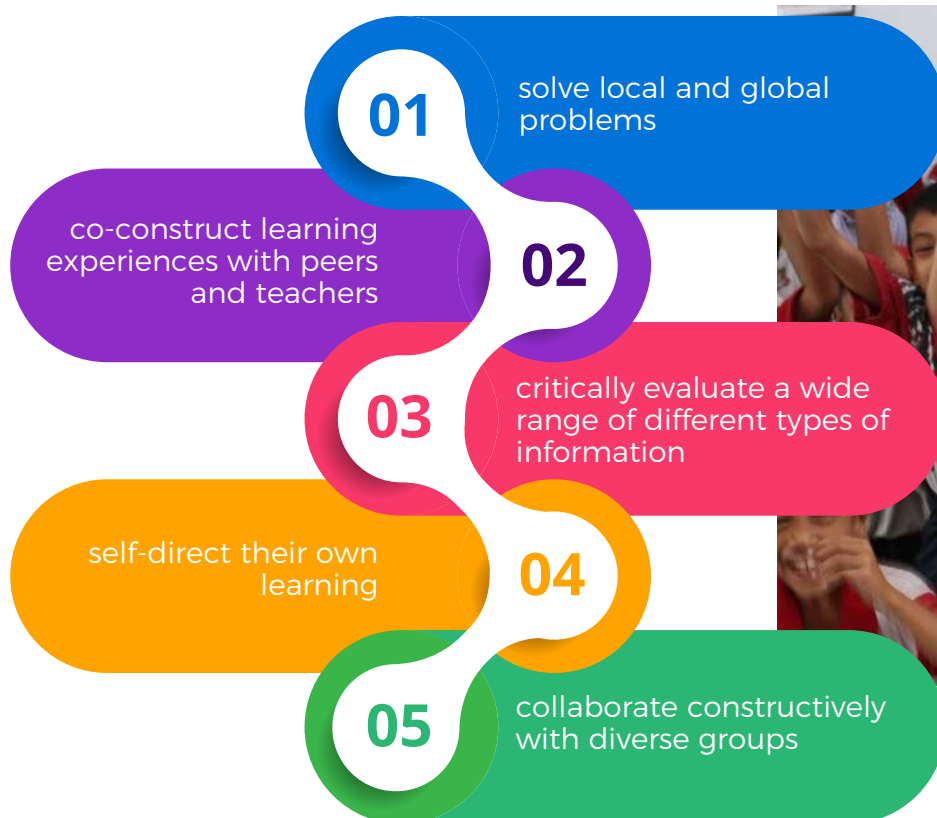 01
solve local and global
problems
co-construct learning
experiences with peers
and teachers
02
03
critically evaluate a wide
range of different types of
information
self-direct their own
learning
04
05
collaborate constructively
with diverse groups